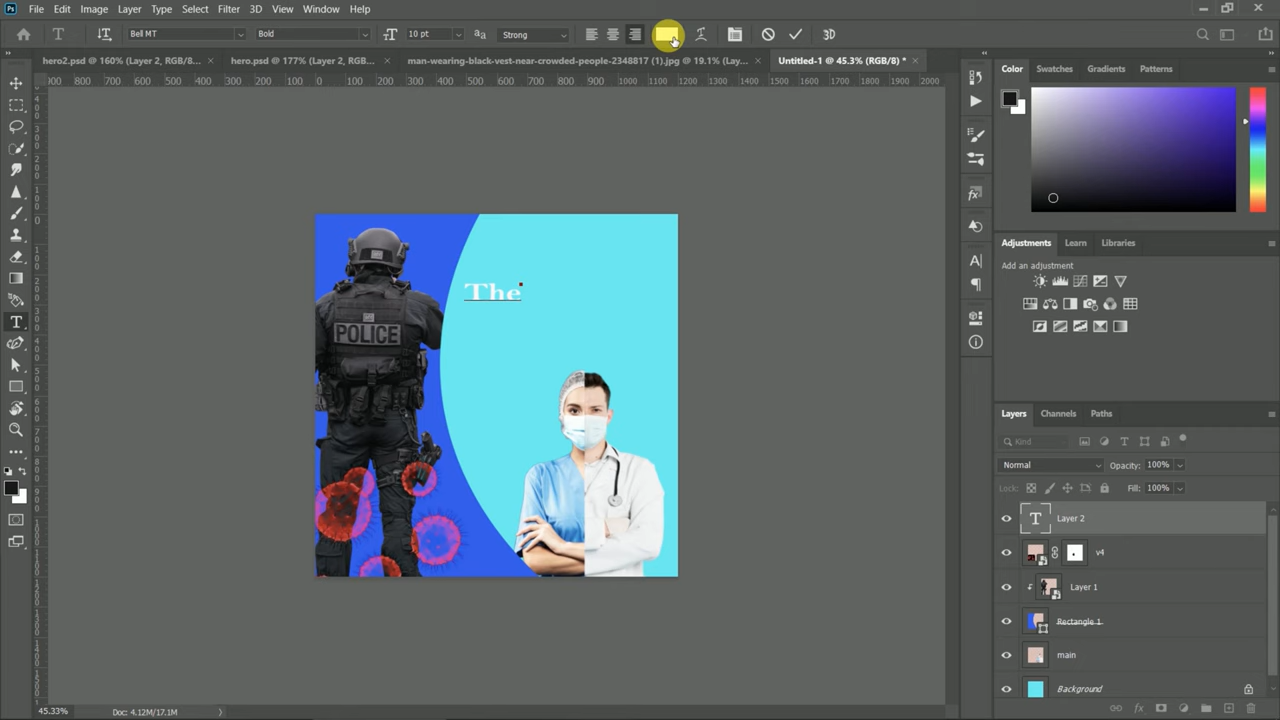 Ps File Edit Image Layer Type Select Filter 3D View Window Help
Bell MT Bold 10 pt aa Strong 3D
hero2.psd @ 160% (Layer 2, RGB/8... × hero.psd @ 177% (Layer 2, RGB... × man-wearing-black-vest-near-crowded-people-2348817 (1).jpg @ 19.1% (Lay... × Untitled-1 @ 45.3% (RGB/8) * ×
Color Swatches Gradients Patterns
The
POLICE
Adjustments Learn Libraries
Add an adjustment
Layers Channels Paths
Kind
Normal Opacity: 100%
Lock: Fill: 100%
T Layer 2
v4
Layer 1
Rectangle 1
main
Background
45.33% Doc: 4.12M/17.1M